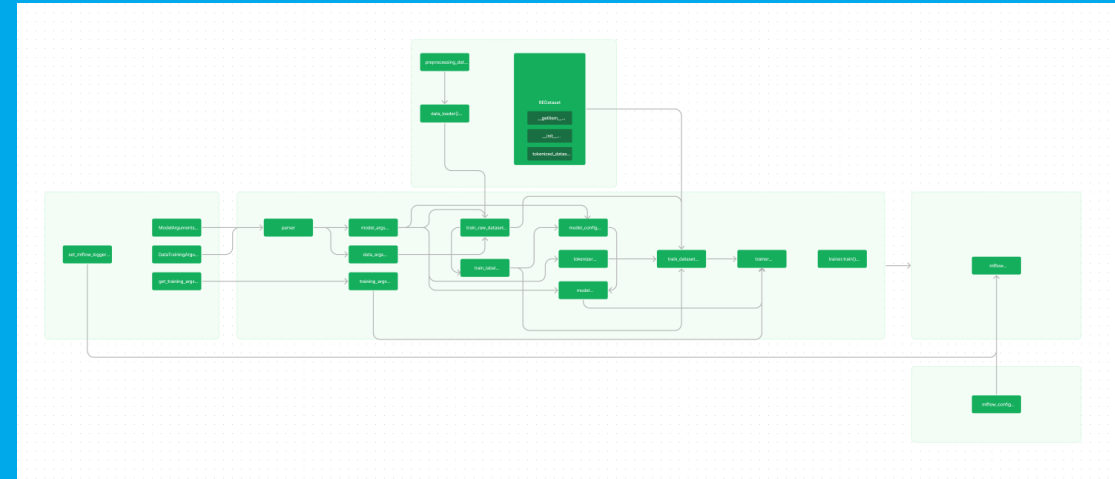 preprocessing_dat...
data_loader()...
REDataset
__getitem__...
__init__...
tokenized_datas...
ModelArguments...
parser
model_args...
train_raw_dataset...
model_config...
set_mlflow_logger...
DataTrainingArgu...
data_args...
train_label...
tokenizer...
train_dataset...
trainer...
trainer.train()...
mlflow...
get_training_args...
training_args...
model...
mlflow_config...